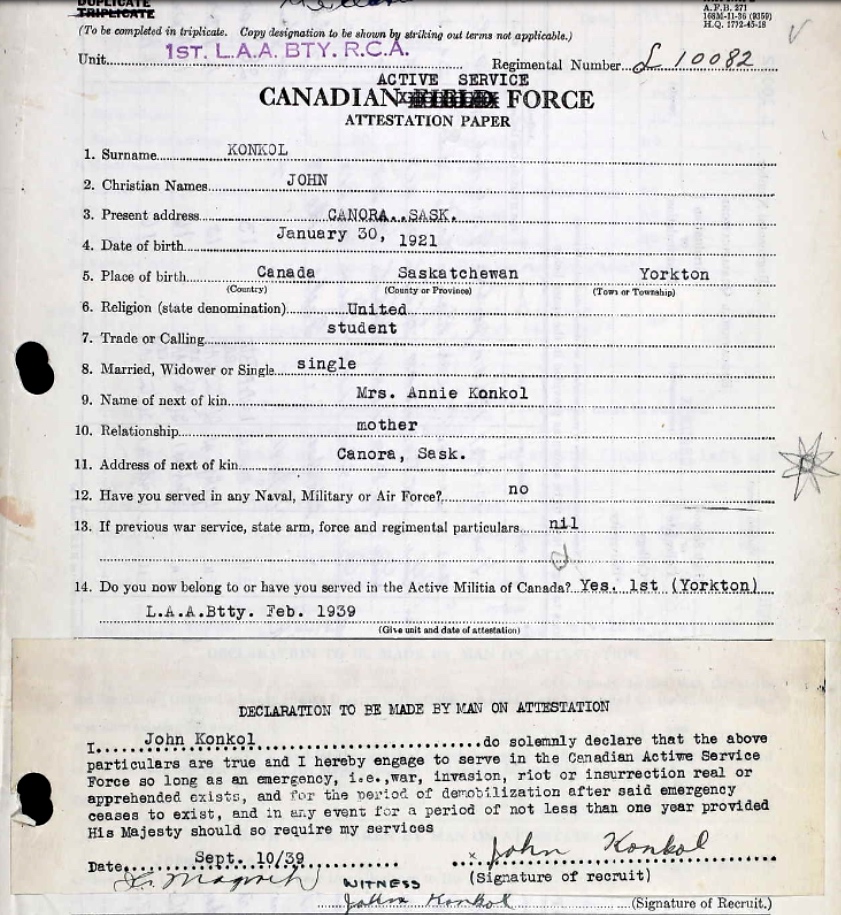 DUPLICATE
TRIPLICATE
A.F.B. 271
168M-11-36 (9359)
H.Q. 1772-45-18
(To be completed in triplicate. Copy designation to be shown by striking out terms not applicable.)
Unit 1ST. L.A.A. BTY. R.C.A. Regimental Number L 10082
ACTIVE SERVICE
CANADIAN FIELD FORCE
ATTESTATION PAPER
1. Surname KONKOL
2. Christian Names JOHN
3. Present address CANORA. SASK.
4. Date of birth January 30, 1921
5. Place of birth Canada Saskatchewan Yorkton
(Country) (County or Province) (Town or Township)
6. Religion (state denomination) United
7. Trade or Calling student
8. Married, Widower or Single single
9. Name of next of kin Mrs. Annie Konkol
10. Relationship mother
11. Address of next of kin Canora, Sask.
12. Have you served in any Naval, Military or Air Force? no
13. If previous war service, state arm, force and regimental particulars nil
14. Do you now belong to or have you served in the Active Militia of Canada? Yes. 1st (Yorkton)
L.A.A.Btty. Feb. 1939
(Give unit and date of attestation)
DECLARATION TO BE MADE BY MAN ON ATTESTATION
I John Konkol do solemnly declare that the above
particulars are true and I hereby engage to serve in the Canadian Active Service
Force so long as an emergency, i.e.,war, invasion, riot or insurrection real or
apprehended exists, and for the period of demobilization after said emergency
ceases to exist, and in any event for a period of not less than one year provided
His Majesty should so require my services
Date Sept. 10/39 x John Konkol
WITNESS (Signature of recruit)
John Konkol (Signature of Recruit.)